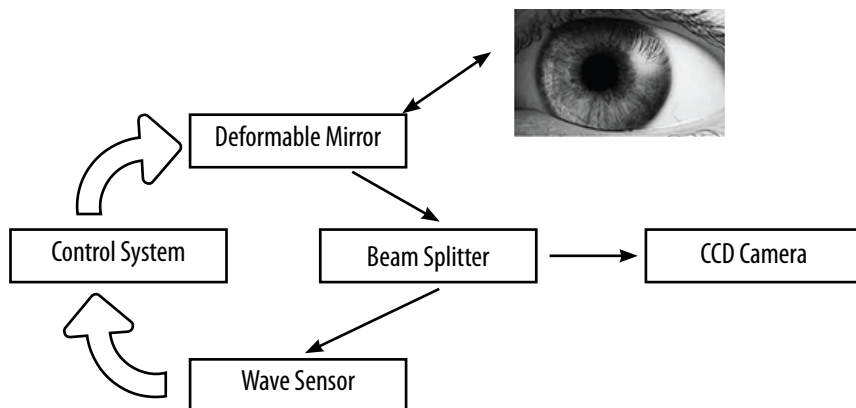 Deformable Mirror
Control System
Beam Splitter
CCD Camera
Wave Sensor